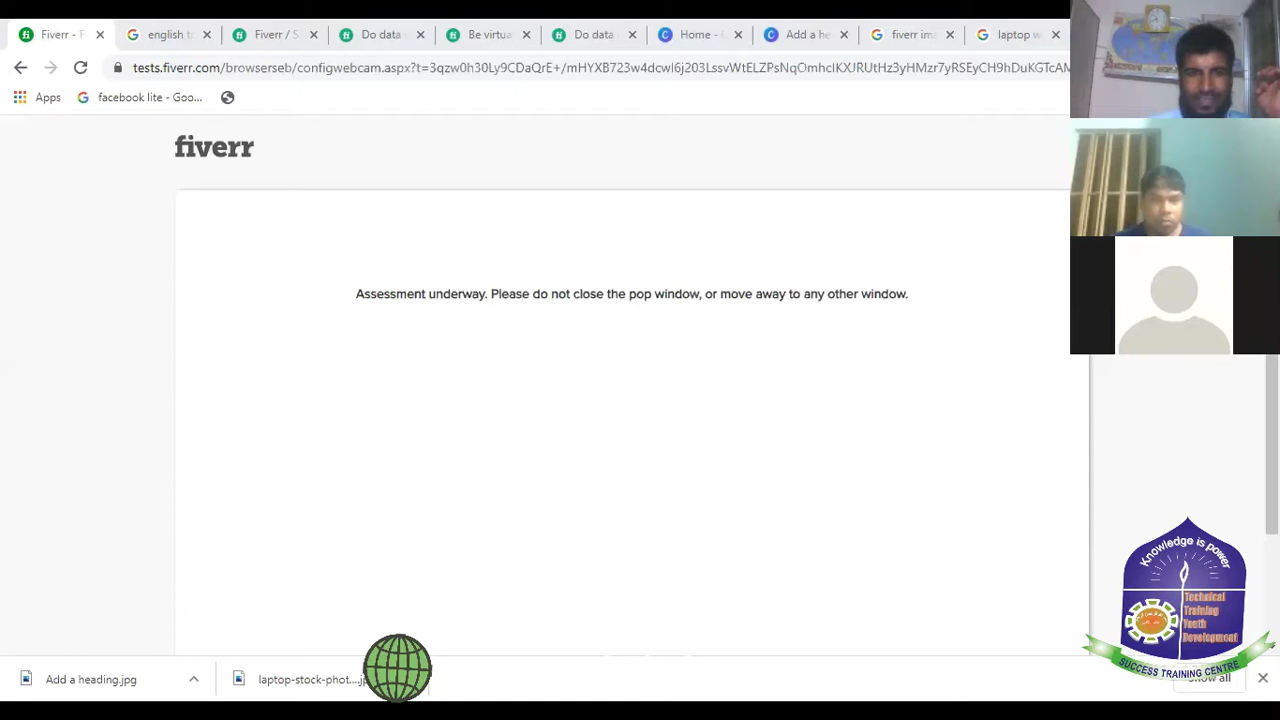 Fiverr - F
english to
Fiverr / S
Do data
Be virtua
Do data
Home -
Add a he
fiverr ima
laptop w
tests.fiverr.com/browserseb/configwebcam.aspx?t=3qzw0h30Ly9CDaQrE+/mHYXB723w4dcwl6j203LssvWtELZPsNqOmhclKXJRUtHz3yHMzr7yRSEyCH9hDuKGTcAM
Apps
facebook lite - Goo...
fiverr
Assessment underway. Please do not close the pop window, or move away to any other window.
Knowledge is power
Technical
Training
Youth
Development
SUCCESS TRAINING CENTRE
Add a heading.jpg
laptop-stock-phot....jp
Show all